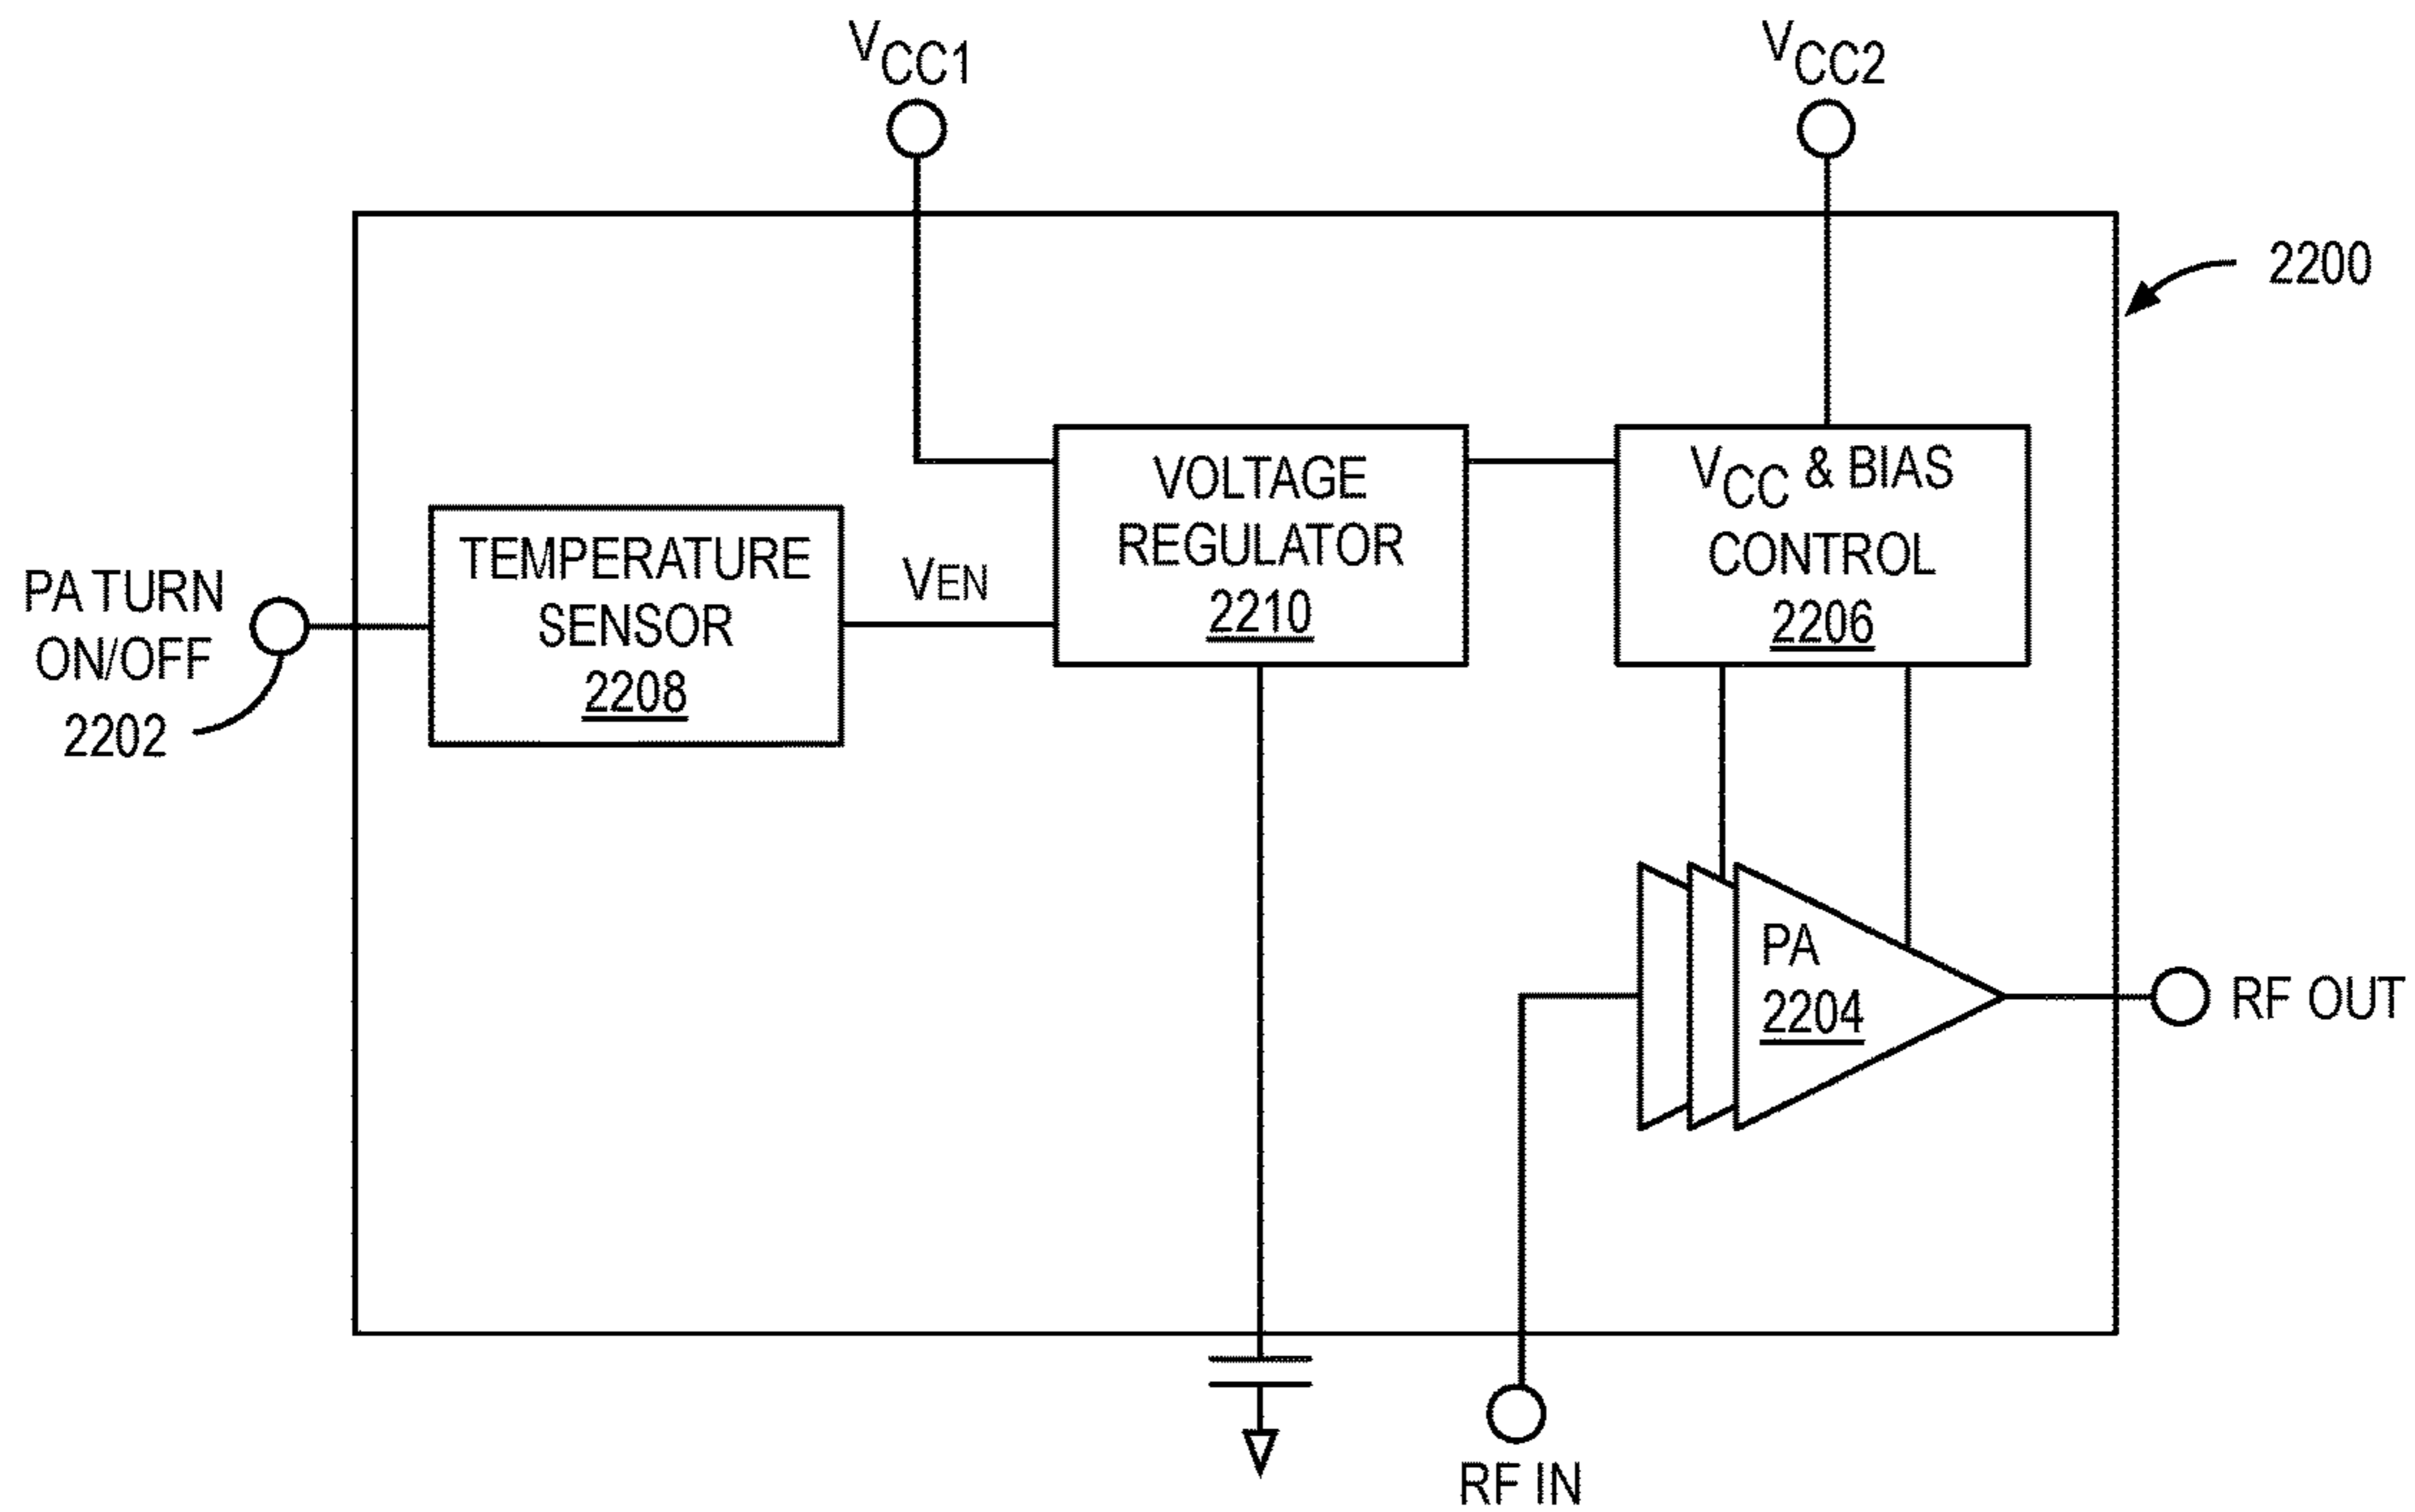 VCC1
VCC2
2200
VOLTAGE
REGULATOR
2210
VCC & BIAS
CONTROL
2206
TEMPERATURE
SENSOR
2208
VEN
PA TURN
ON/OFF
2202
PA
2204
RF OUT
RF IN